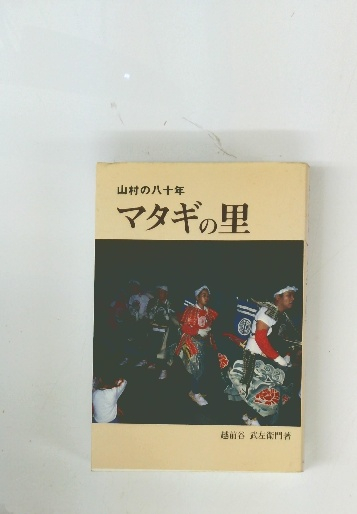 山村の八十年
マタギの里
越前谷 武左衛門著